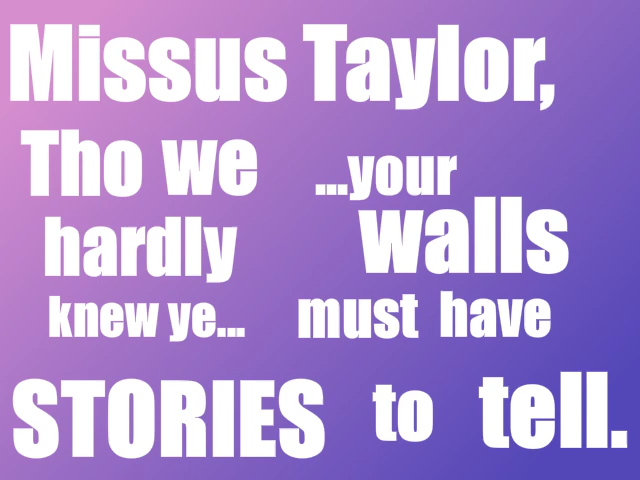 Missus Taylor,
Tho we
hardly
knew ye...
...your
walls
must have
STORIES to tell.